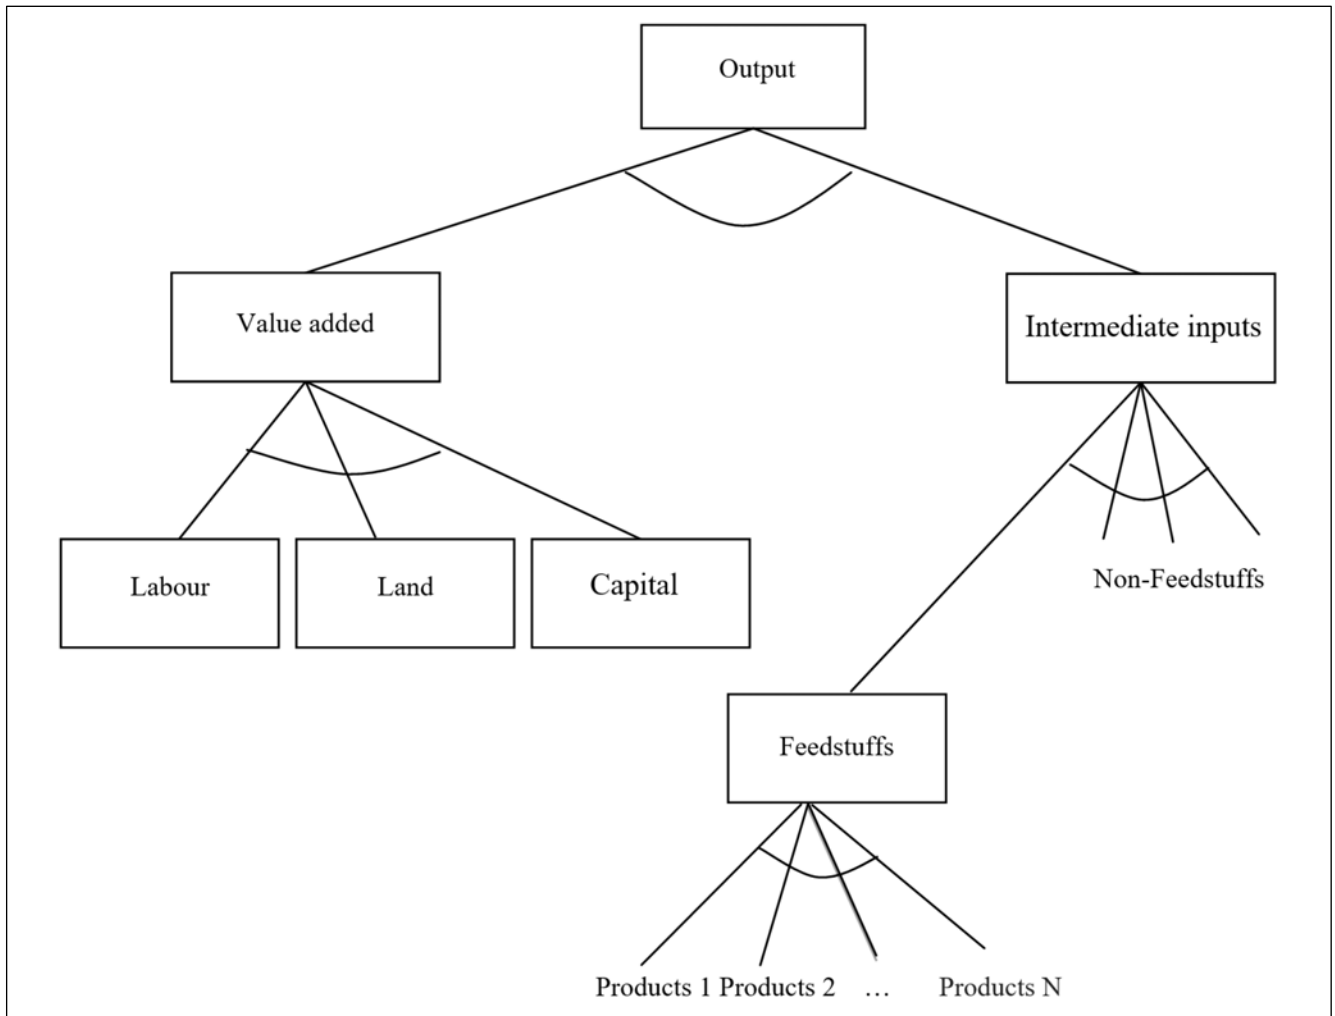 Output
Value added
Intermediate inputs
Labour
Land
Capital
Non-Feedstuffs
Feedstuffs
Products 1 Products 2 … Products N